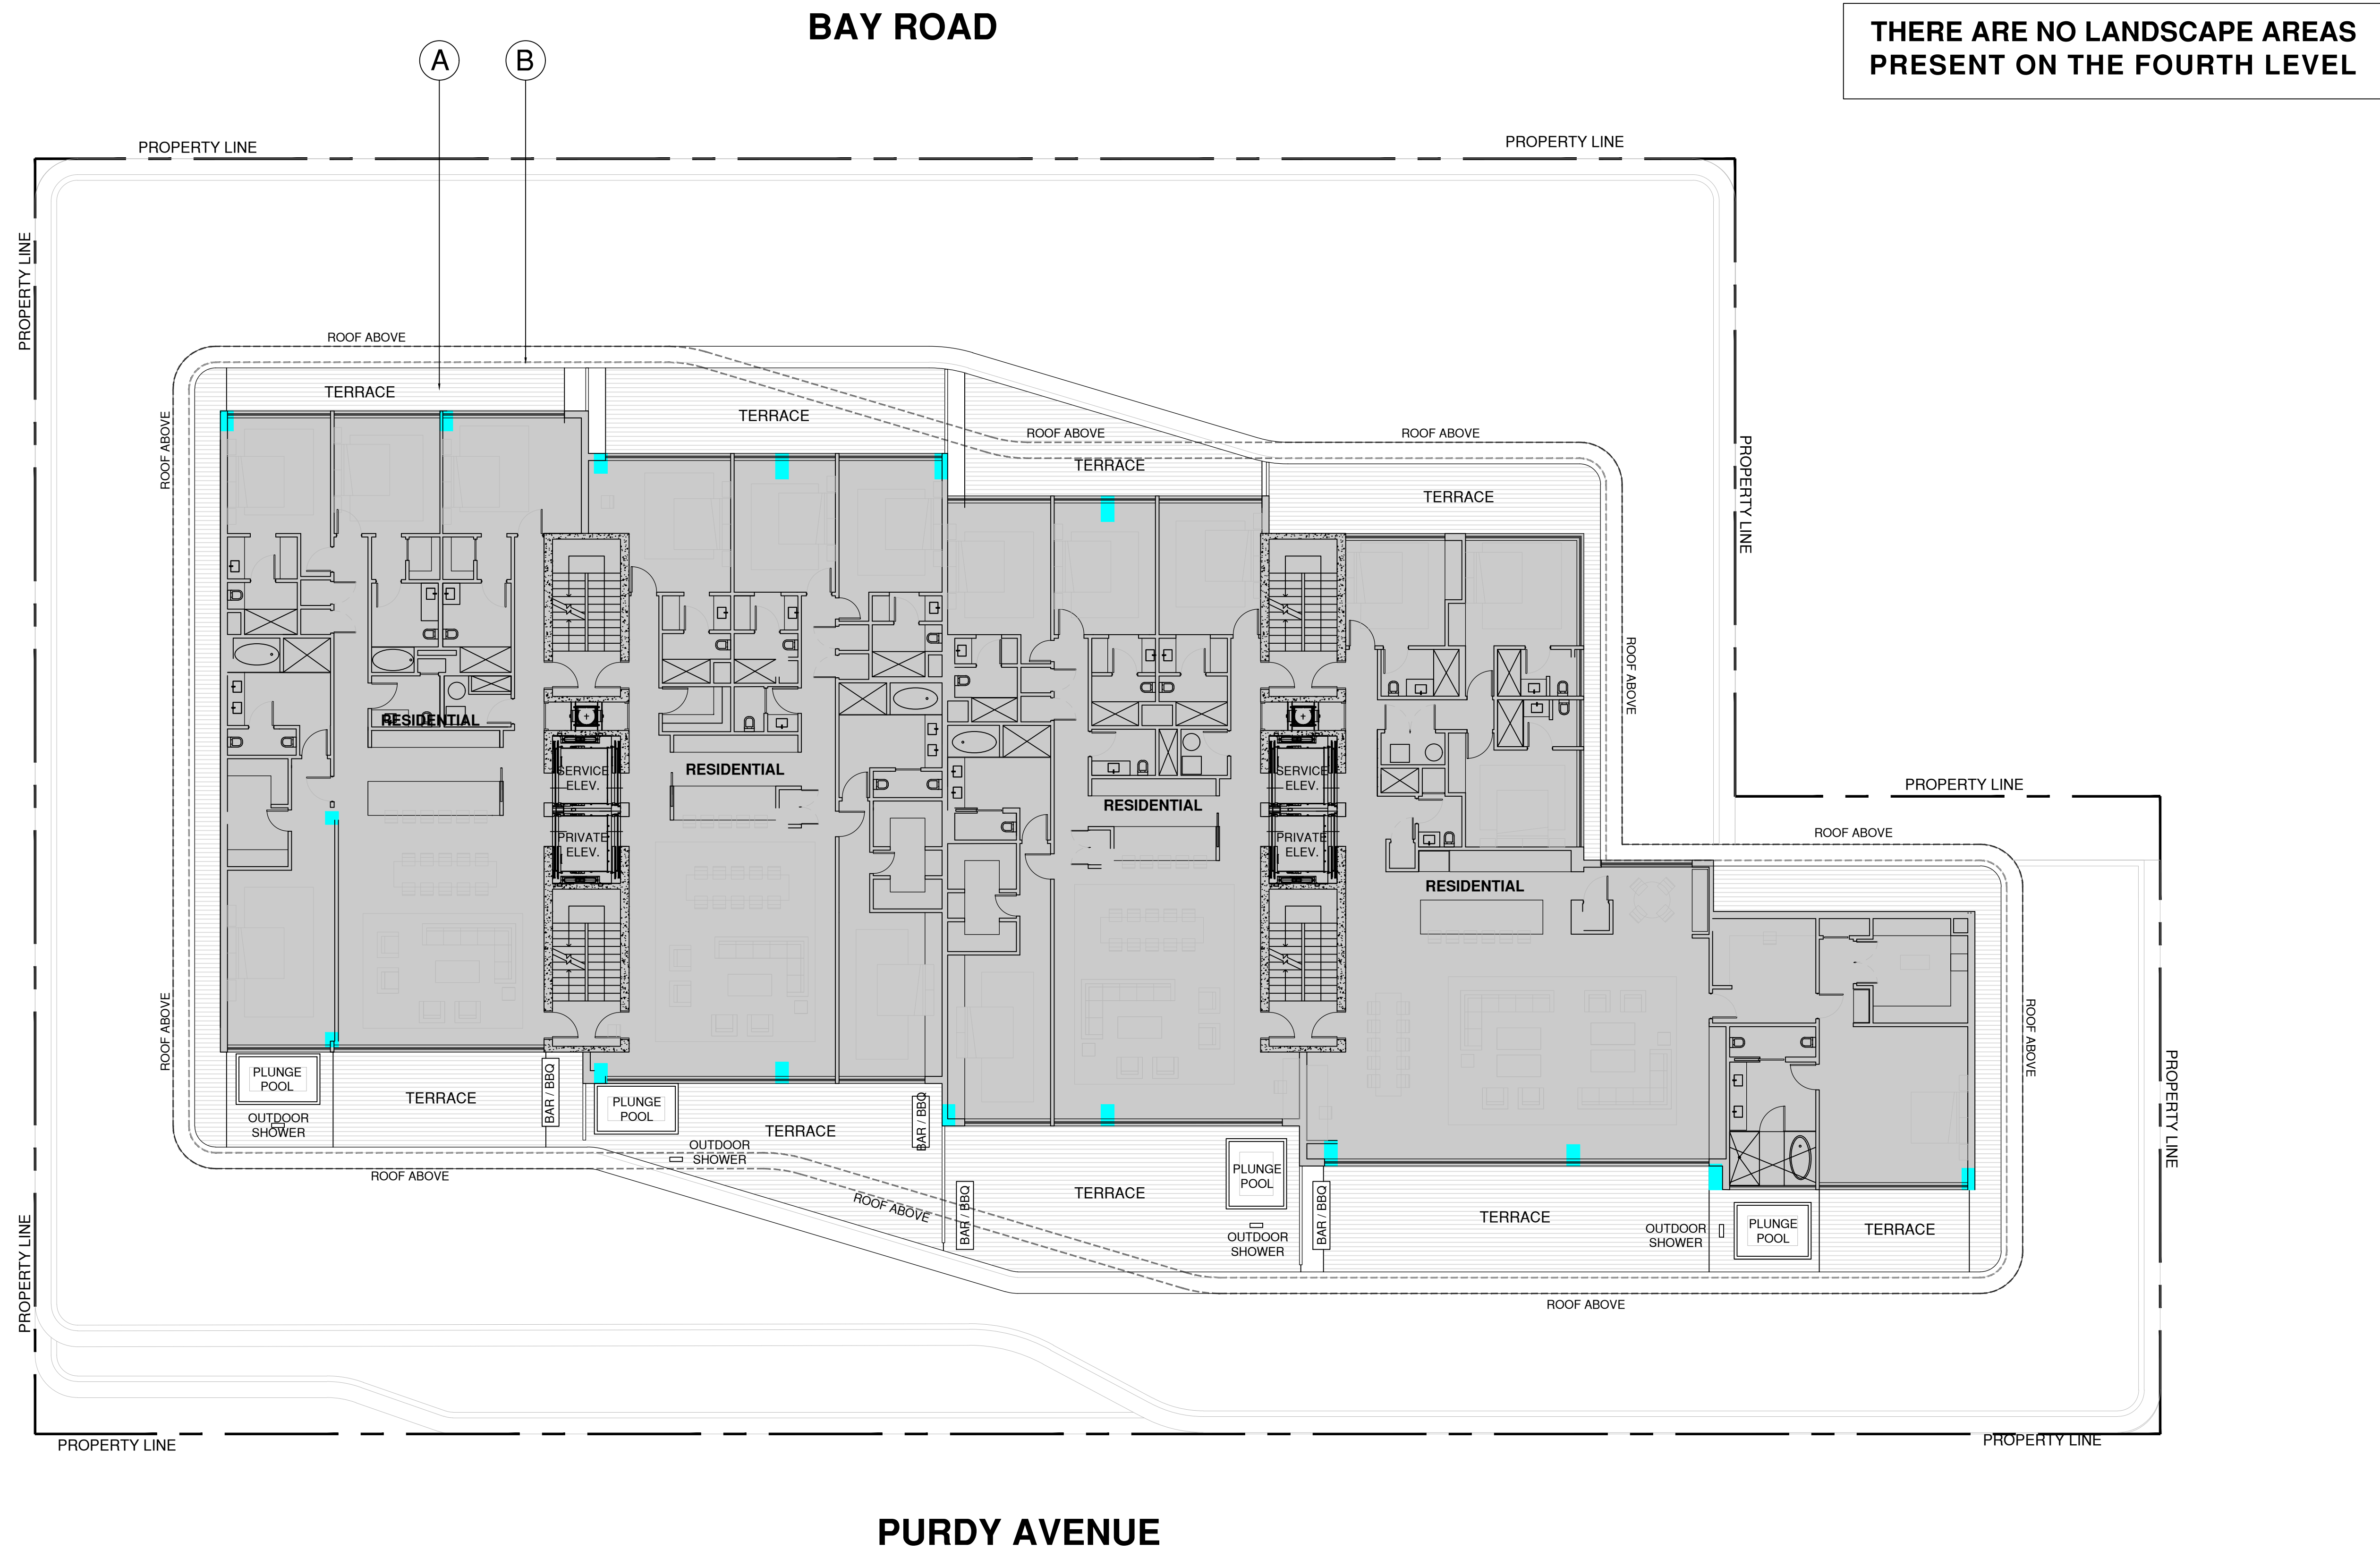 BAY ROAD
THERE ARE NO LANDSCAPE AREAS
PRESENT ON THE FOURTH LEVEL
A
B
PROPERTY LINE
PROPERTY LINE
PROPERTY LINE
ROOF ABOVE
TERRACE
TERRACE
ROOF ABOVE
ROOF ABOVE
ROOF ABOVE
TERRACE
TERRACE
PROPERTY LINE
ROOF ABOVE
RESIDENTIAL
RESIDENTIAL
RESIDENTIAL
RESIDENTIAL
SERVICE
ELEV.
PRIVATE
ELEV.
SERVICE
ELEV.
PRIVATE
ELEV.
PROPERTY LINE
ROOF ABOVE
ROOF ABOVE
ROOF ABOVE
PLUNGE
POOL
OUTDOOR
SHOWER
TERRACE
BAR / BBQ
PLUNGE
POOL
OUTDOOR
SHOWER
TERRACE
BAR / BBQ
ROOF ABOVE
ROOF ABOVE
BAR / BBQ
TERRACE
PLUNGE
POOL
OUTDOOR
SHOWER
BAR / BBQ
TERRACE
OUTDOOR
SHOWER
PLUNGE
POOL
TERRACE
PROPERTY LINE
PROPERTY LINE
ROOF ABOVE
PROPERTY LINE
PROPERTY LINE
PURDY AVENUE